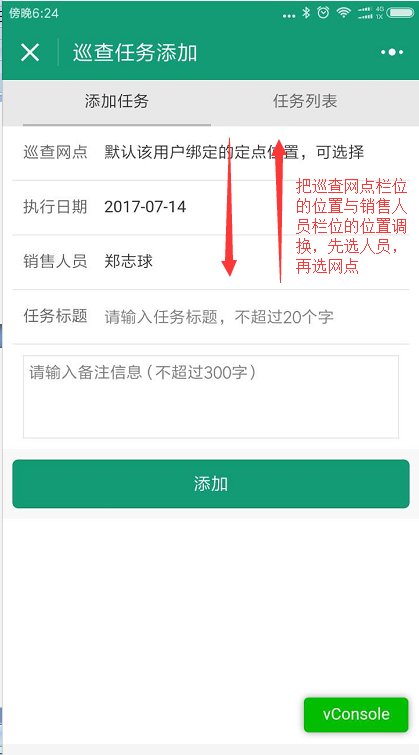 傍晚6:24
4G
1X
巡查任务添加
添加任务 任务列表
巡查网点 默认该用户绑定的定点位置，可选择
把巡查网点栏位
的位置与销售人
员栏位的位置调
换，先选人员，
再选网点
执行日期 2017-07-14
销售人员 郑志球
任务标题 请输入任务标题，不超过20个字
请输入备注信息(不超过300字)
添加
vConsole